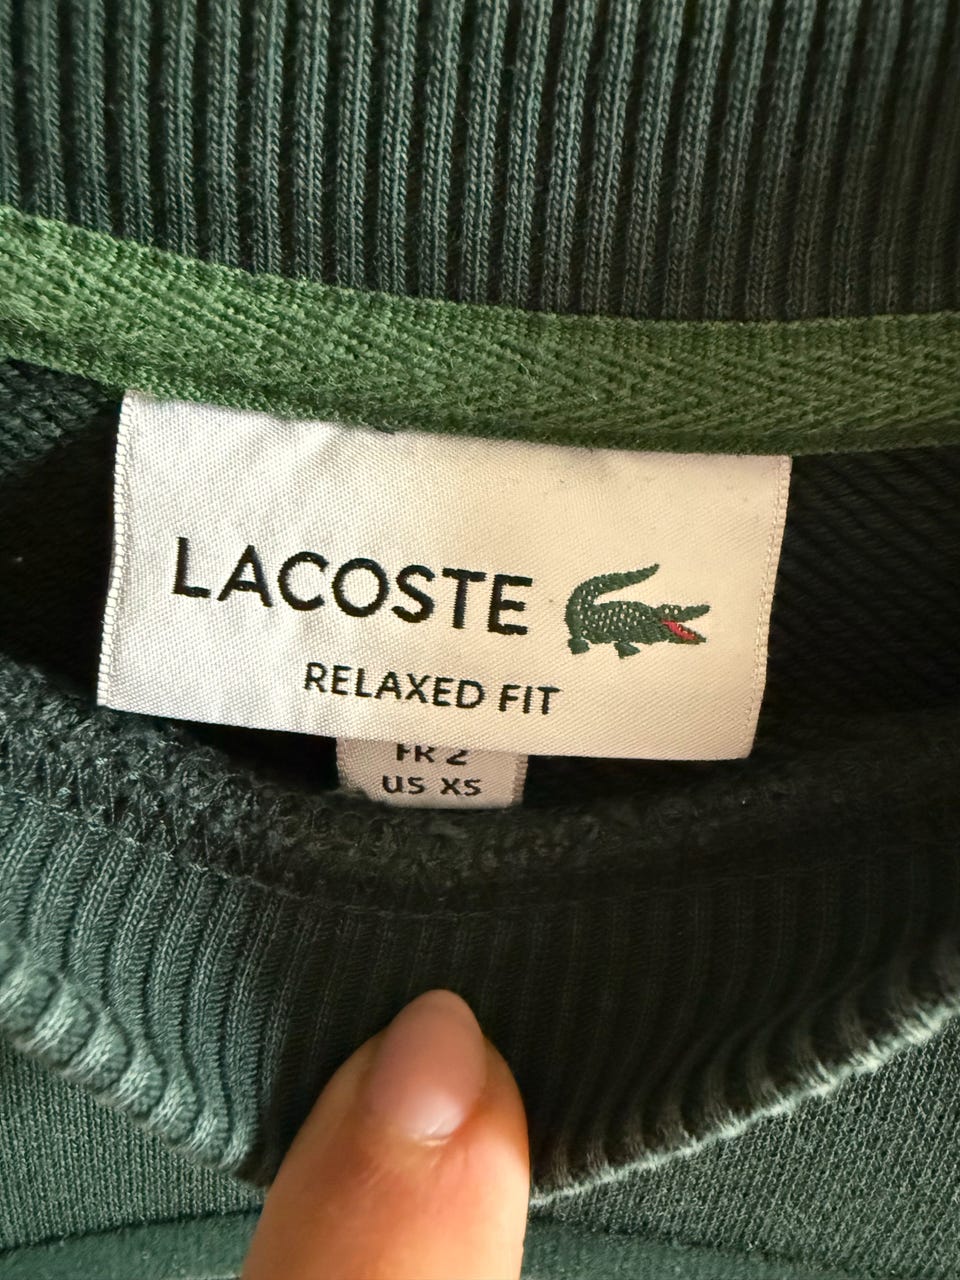 LACOSTE
RELAXED FIT
FR 2
US XS